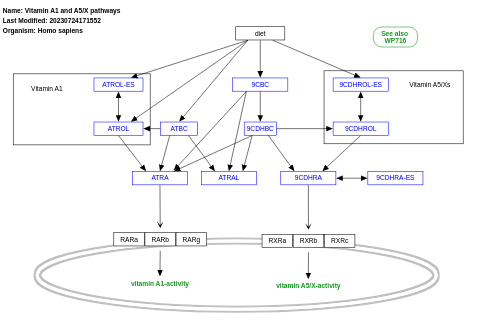 Name: Vitamin A1 and A5/X pathways
Last Modified: 20230724171552
Organism: Homo sapiens
diet
See also
WP716
Vitamin A1
ATROL-ES
9CBC
9CDHROL-ES
Vitamin A5/Xs
ATROL
ATBC
9CDHBC
9CDHROL
ATRA
ATRAL
9CDHRA
9CDHRA-ES
RARa
RARb
RARg
RXRa
RXRb
RXRc
vitamin A1-activity
vitamin A5/X-activity